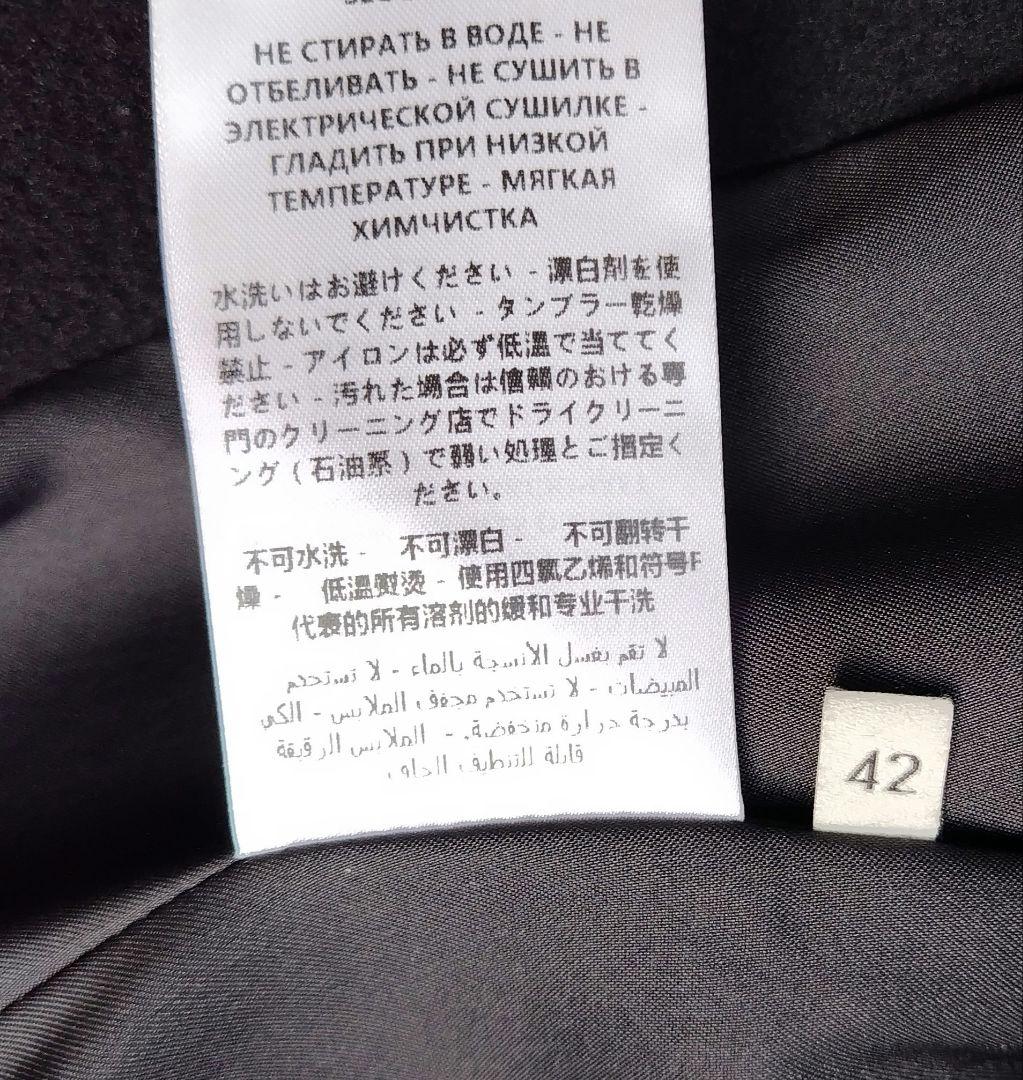 НЕ СТИРАТЬ В ВОДЕ - НЕ
ОТБЕЛИВАТЬ - НЕ СУШИТЬ В
ЭЛЕКТРИЧЕСКОЙ СУШИЛКЕ -
ГЛАДИТЬ ПРИ НИЗКОЙ
ТЕМПЕРАТУРЕ - МЯГКАЯ
ХИМЧИСТКА
水洗いはお避けください - 漂白剤を使
用しないでください - タンブラー乾燥
禁止 - アイロンは必ず低温で当ててく
ださい - 汚れた場合は信頼のおける専
門のクリーニング店でドライクリーニ
ング(石油系)で弱い処理とご指定く
ださい。
不可水洗 - 不可漂白 - 不可翻转干
燥 - 低温熨烫 - 使用四氯乙烯和符号F
代表的所有溶剂的缓和专业干洗
لا تقم بغسل الأنسجة بالماء - لا تستخدم
المبيضات - لا تستخدم مجفف الملابس - الكي
بدرجة حرارة منخفضة. - الملابس الرقيقة
قابلة للتنظيف الجاف
42